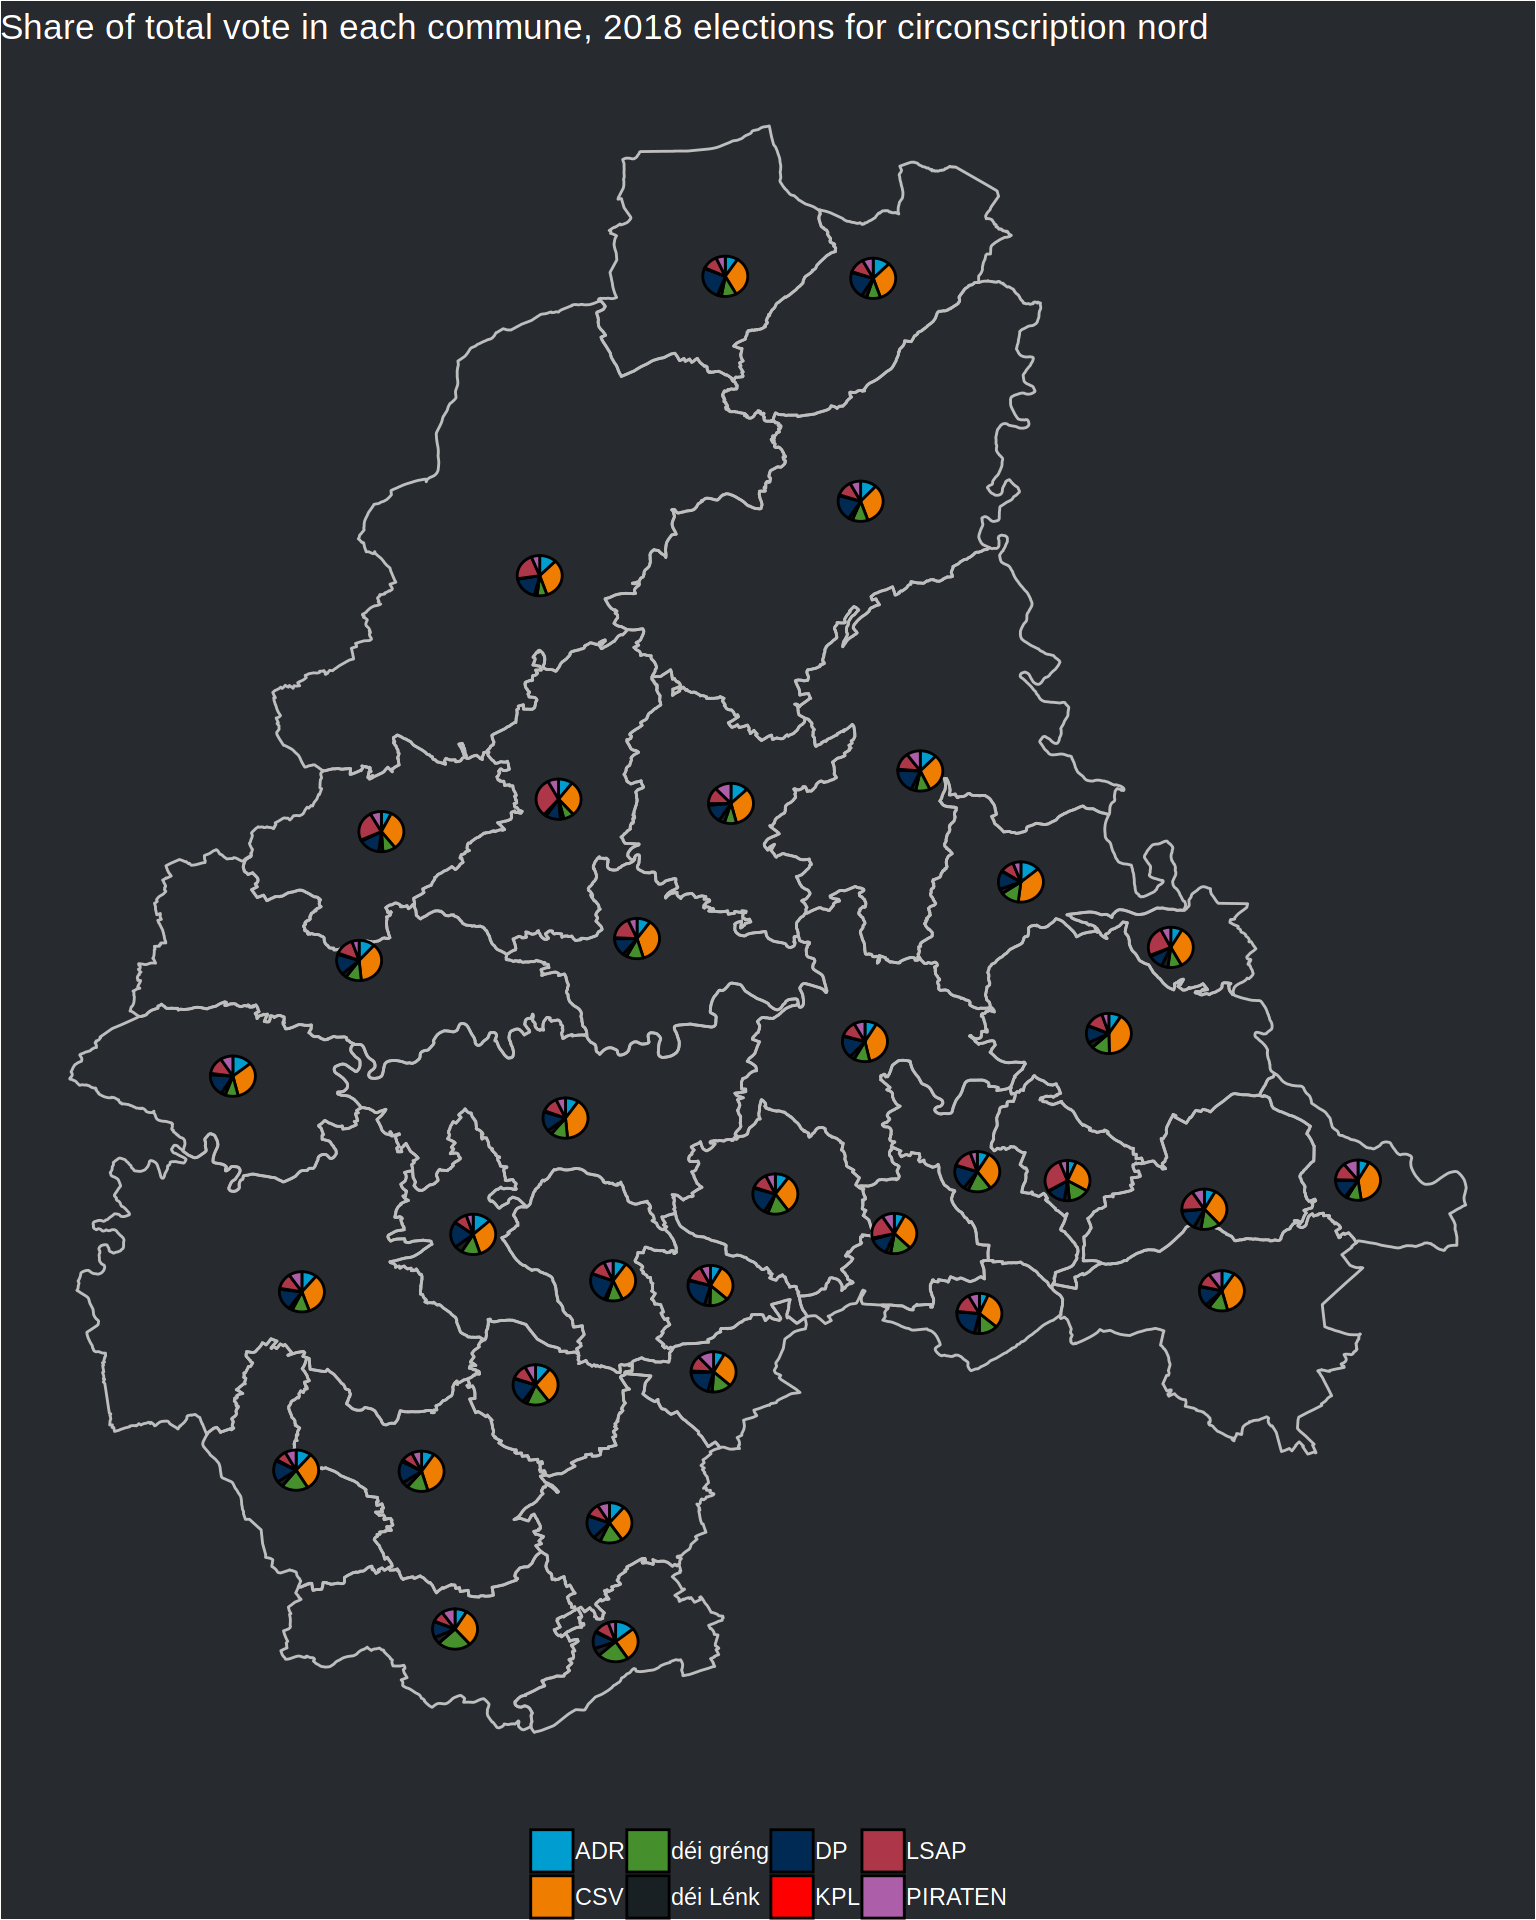 Share of total vote in each commune, 2018 elections for circonscription nord
ADR déi gréng DP LSAP
CSV déi Lénk KPL PIRATEN